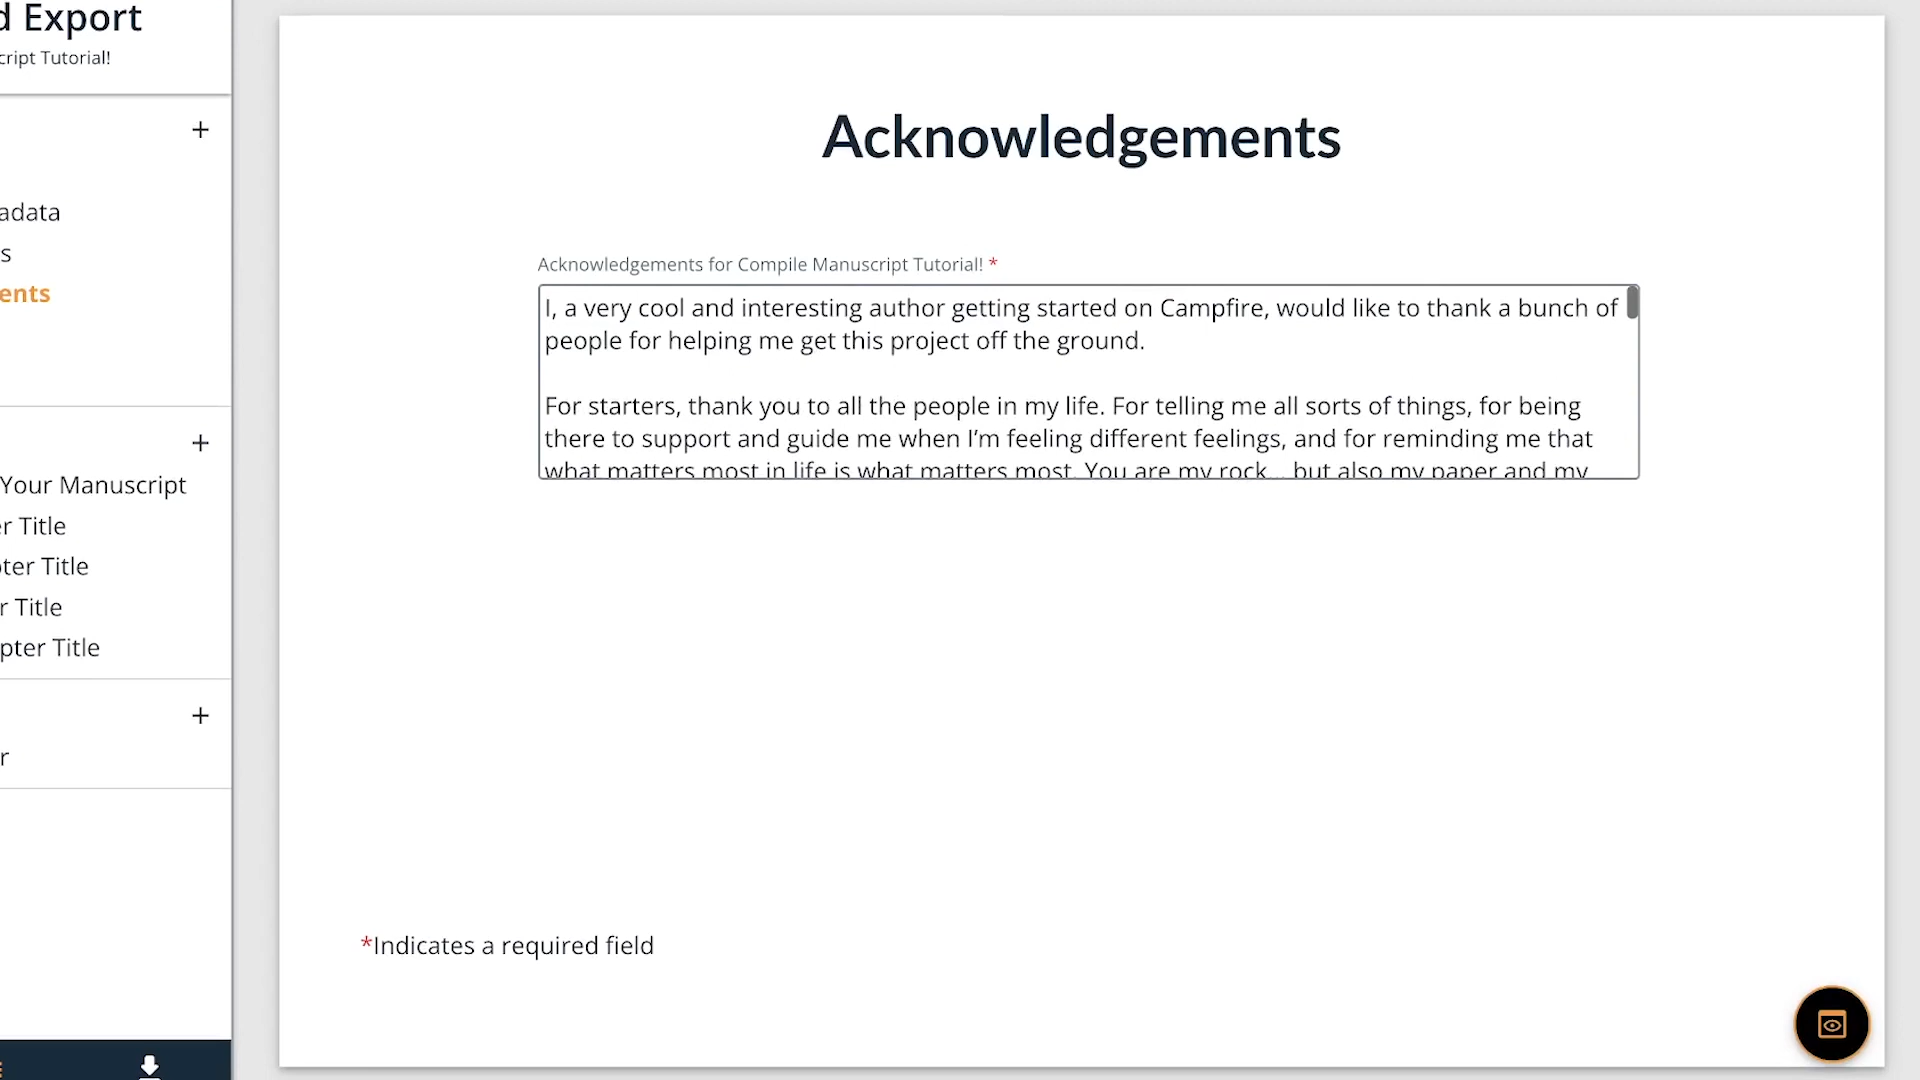 d Export
cript Tutorial!
adata
s
ents
Your Manuscript
er Title
pter Title
r Title
pter Title
r
Acknowledgements
Acknowledgements for Compile Manuscript Tutorial! *
I, a very cool and interesting author getting started on Campfire, would like to thank a bunch of
people for helping me get this project off the ground.
For starters, thank you to all the people in my life. For telling me all sorts of things, for being
there to support and guide me when I'm feeling different feelings, and for reminding me that
what matters most in life is what matters most. You are my rock... but also my paper and my
*Indicates a required field